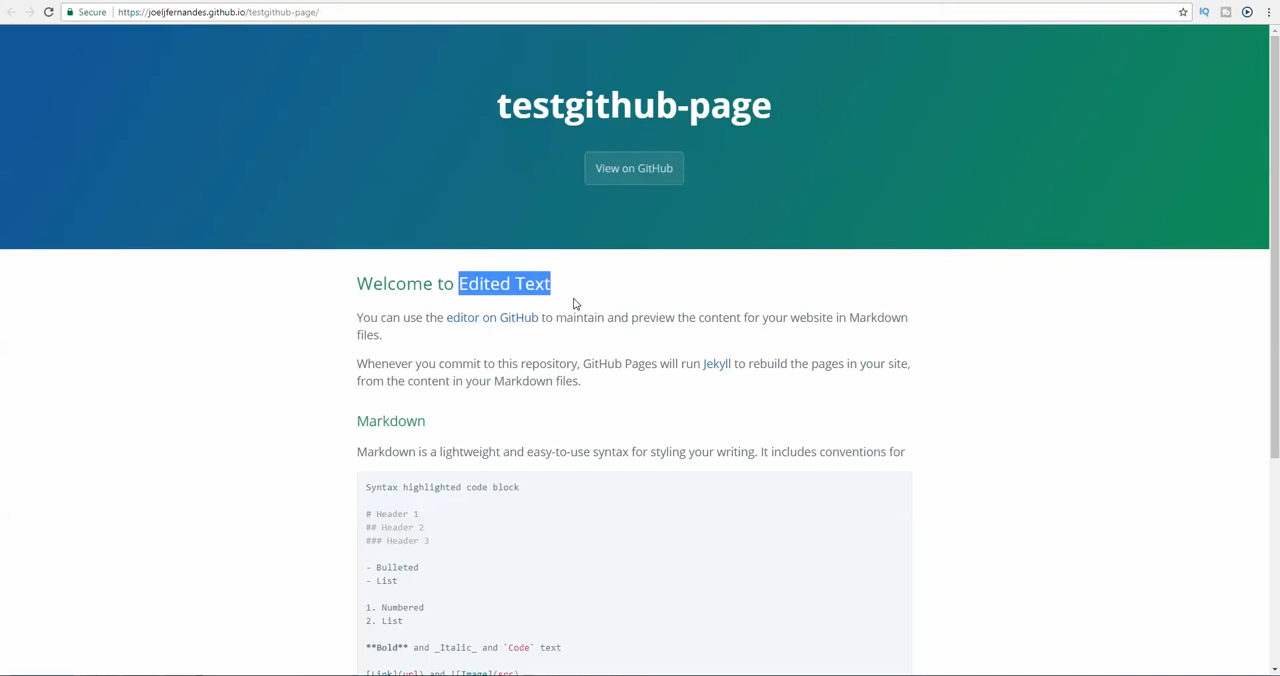 Secure
https://joeljfernandes.github.io/testgithub-page/
testgithub-page
View on GitHub
Welcome to Edited Text
You can use the editor on GitHub to maintain and preview the content for your website in Markdown
files.
Whenever you commit to this repository, GitHub Pages will run Jekyll to rebuild the pages in your site,
from the content in your Markdown files.
Markdown
Markdown is a lightweight and easy-to-use syntax for styling your writing. It includes conventions for
Syntax highlighted code block
# Header 1
## Header 2
### Header 3
- Bulleted
- List
1. Numbered
2. List
**Bold** and _Italic_ and `Code` text
[Link](url) and ![Image](src)